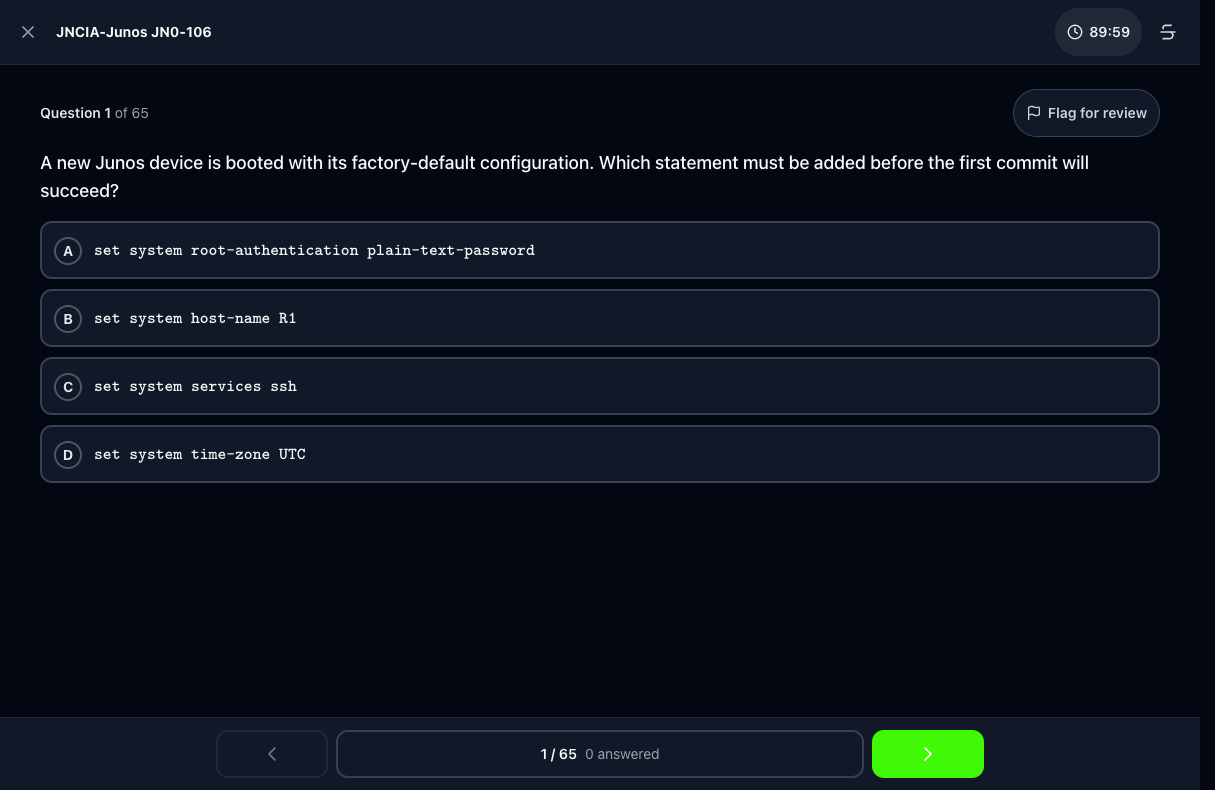 JNCIA-Junos JN0-106
89:59
Question 1 of 65
Flag for review
A new Junos device is booted with its factory-default configuration. Which statement must be added before the first commit will
succeed?
A set system root-authentication plain-text-password
B set system host-name R1
C set system services ssh
D set system time-zone UTC
1 / 65 0 answered